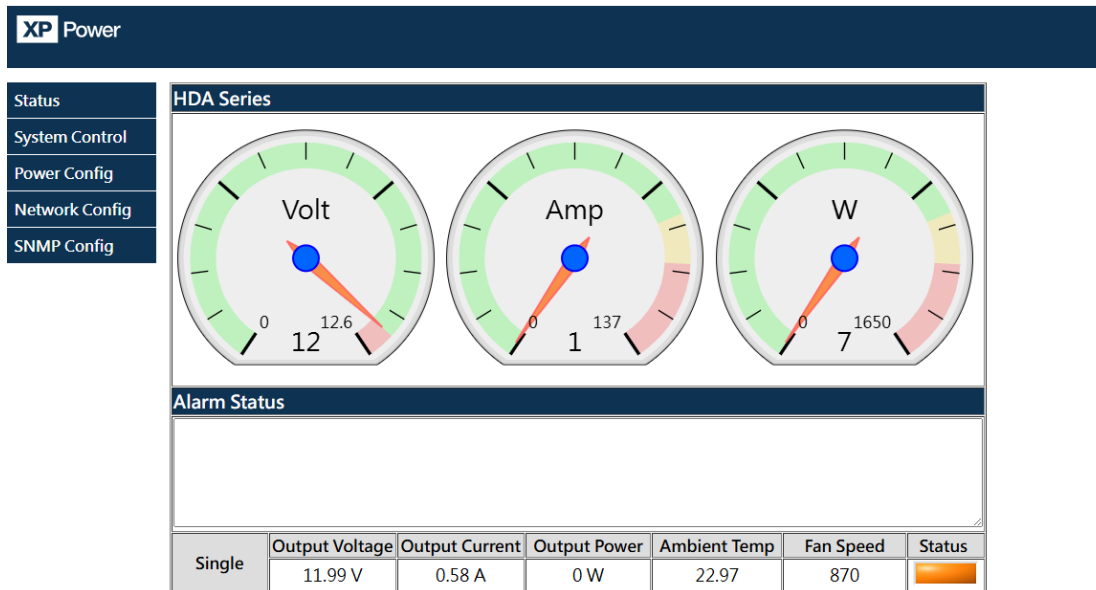 XP Power
Status
System Control
Power Config
Network Config
SNMP Config
HDA Series
Volt
0
12.6
12
Amp
0
137
1
W
0
1650
7
Alarm Status
Single
Output Voltage Output Current Output Power Ambient Temp Fan Speed Status
11.99 V 0.58 A 0 W 22.97 870